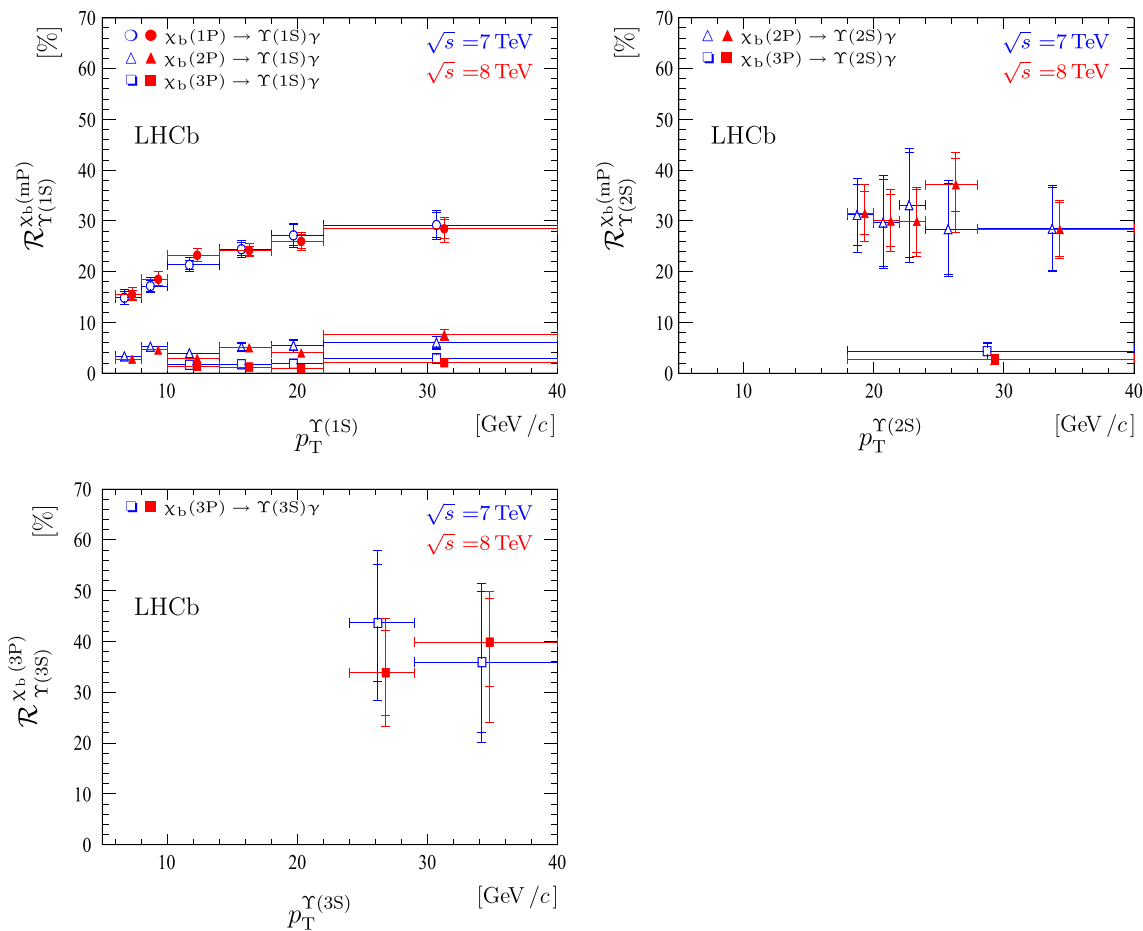 [%]
70
60
50
40
30
20
10
0
χb(1P) → Υ(1S)γ
χb(2P) → Υ(1S)γ
χb(3P) → Υ(1S)γ
√s =7 TeV
√s =8 TeV
LHCb
R^{χb(mP)}_{Υ(1S)}
10 20 30 40
p_T^{Υ(1S)} [GeV/c]
[%]
70
60
50
40
30
20
10
0
χb(2P) → Υ(2S)γ
χb(3P) → Υ(2S)γ
√s =7 TeV
√s =8 TeV
LHCb
R^{χb(mP)}_{Υ(2S)}
10 20 30 40
p_T^{Υ(2S)} [GeV/c]
[%]
70
60
50
40
30
20
10
0
χb(3P) → Υ(3S)γ
√s =7 TeV
√s =8 TeV
LHCb
R^{χb(3P)}_{Υ(3S)}
10 20 30 40
p_T^{Υ(3S)} [GeV/c]